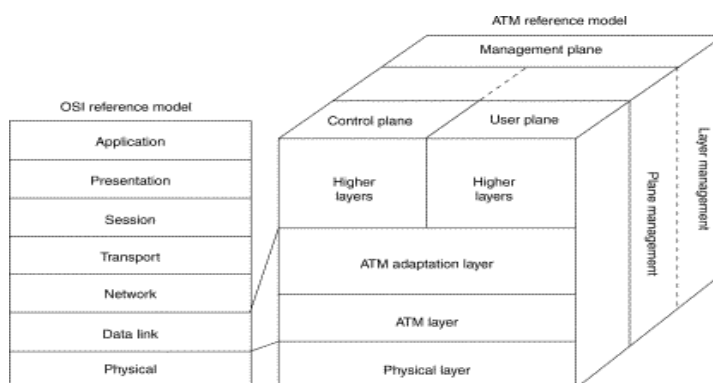 ATM reference model
Management plane
OSI reference model
Control plane
User plane
Application
Presentation
Session
Transport
Network
Data link
Physical
Higher
layers
Higher
layers
ATM adaptation layer
ATM layer
Physical layer
Plane management
Layer management